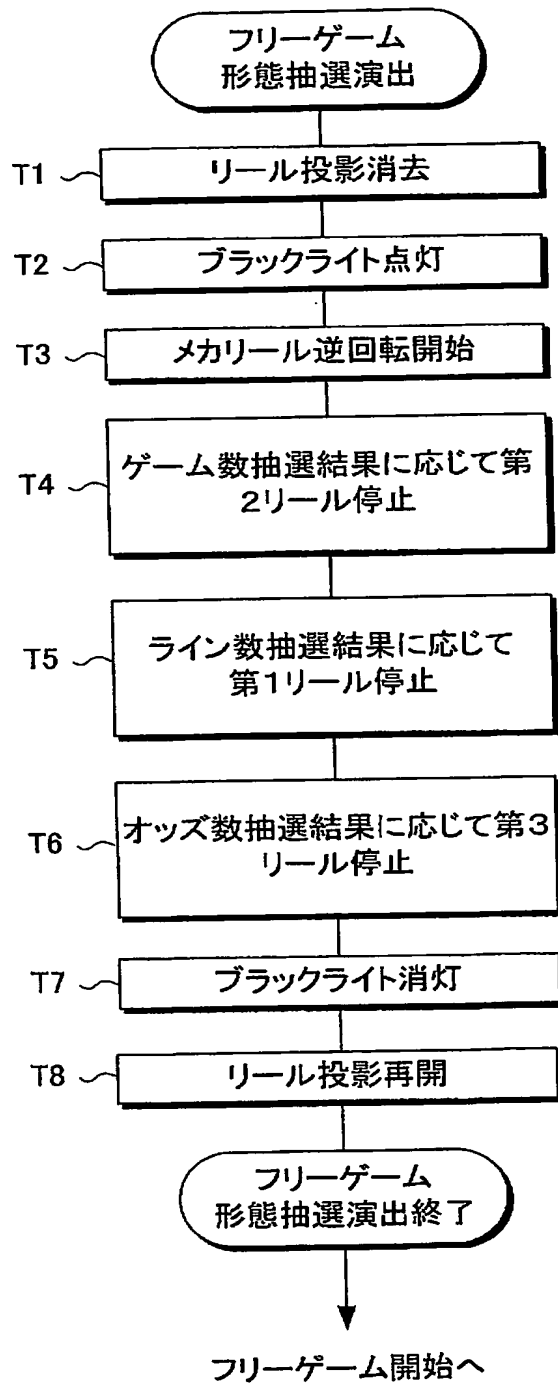 フリーゲーム
形態抽選演出
T1
リール投影消去
T2
ブラックライト点灯
T3
メカリール逆回転開始
T4
ゲーム数抽選結果に応じて第
2リール停止
T5
ライン数抽選結果に応じて
第1リール停止
T6
オッズ数抽選結果に応じて第3
リール停止
T7
ブラックライト消灯
T8
リール投影再開
フリーゲーム
形態抽選演出終了
フリーゲーム開始へ